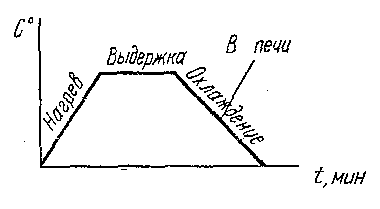 С°
Нагрев
Выдержка
Охлаждение
В печи
t, мин